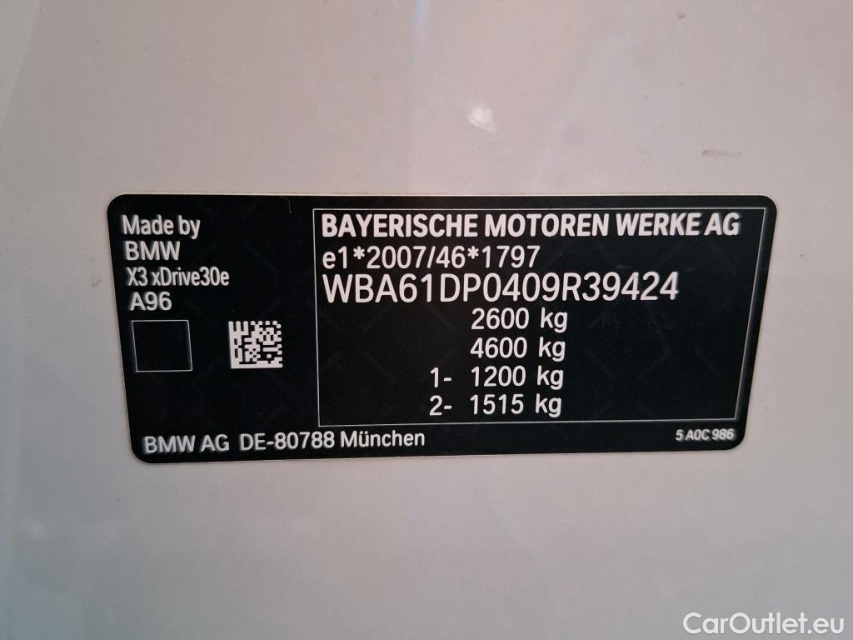 Made by
BMW
X3 xDrive30e
A96
BAYERISCHE MOTOREN WERKE AG
e1*2007/46*1797
WBA61DP0409R39424
2600 kg
4600 kg
1- 1200 kg
2- 1515 kg
BMW AG DE-80788 München
5 A0C 986
CarOutlet.eu